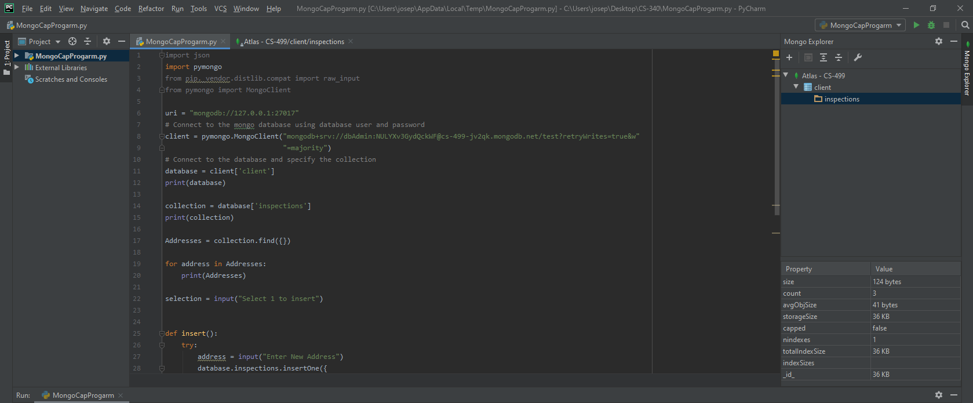 File Edit View Navigate Code Refactor Run Tools VCS Window Help MongoCapProgarm.py [C:\Users\josep\AppData\Local\Temp\MongoCapProgarm.py] - C:\Users\josep\Desktop\CS-340\MongoCapProgarm.py - PyCharm
MongoCapProgarm.py
MongoCapProgarm
1: Project
Project
MongoCapProgarm.py
External Libraries
Scratches and Consoles
MongoCapProgarm.py
Atlas - CS-499/client/inspections
1 import json
2 import pymongo
3 from pip._vendor.distlib.compat import raw_input
4 from pymongo import MongoClient
5
6 uri = "mongodb://127.0.0.1:27017"
7 # Connect to the mongo database using database user and password
8 client = pymongo.MongoClient("mongodb+srv://dbAdmin:NULYXv3GydQckWF@cs-499-jv2qk.mongodb.net/test?retryWrites=true&w"
9 "=majority")
10 # Connect to the database and specify the collection
11 database = client['client']
12 print(database)
13
14 collection = database['inspections']
15 print(collection)
16
17 Addresses = collection.find({})
18
19 for address in Addresses:
20 print(Addresses)
21
22 selection = input("Select 1 to insert")
23
24
25 def insert():
26 try:
27 address = input("Enter New Address")
28 database.inspections.insertOne({
Mongo Explorer
Atlas - CS-499
client
inspections
Property Value
size 124 bytes
count 3
avgObjSize 41 bytes
storageSize 36 KB
capped false
nindexes 1
totalIndexSize 36 KB
indexSizes
_id_ 36 KB
Mongo Explorer
Run: MongoCapProgarm